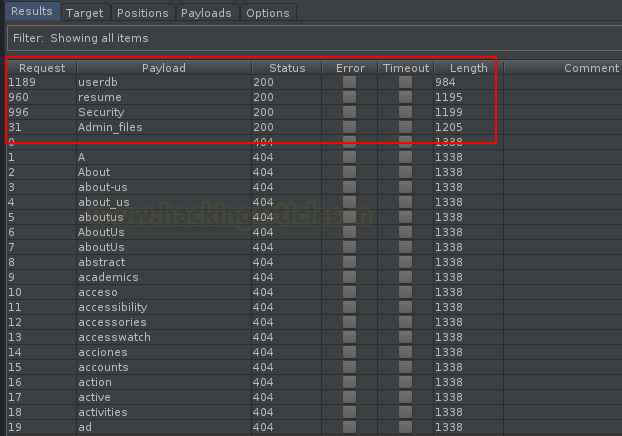 Results Target Positions Payloads Options
Filter: Showing all items
Request Payload Status Error Timeout Length Comment
1189 userdb 200 984
960 resume 200 1195
996 Security 200 1199
31 Admin_files 200 1205
0 404 1338
1 A 404 1338
2 About 404 1338
3 about-us 404 1338
4 about_us 404 1338
5 aboutus 404 1338
6 AboutUs 404 1338
7 aboutUs 404 1338
8 abstract 404 1338
9 academics 404 1338
10 acceso 404 1338
11 accessibility 404 1338
12 accessories 404 1338
13 accesswatch 404 1338
14 acciones 404 1338
15 accounts 404 1338
16 action 404 1338
17 active 404 1338
18 activities 404 1338
19 ad 404 1338